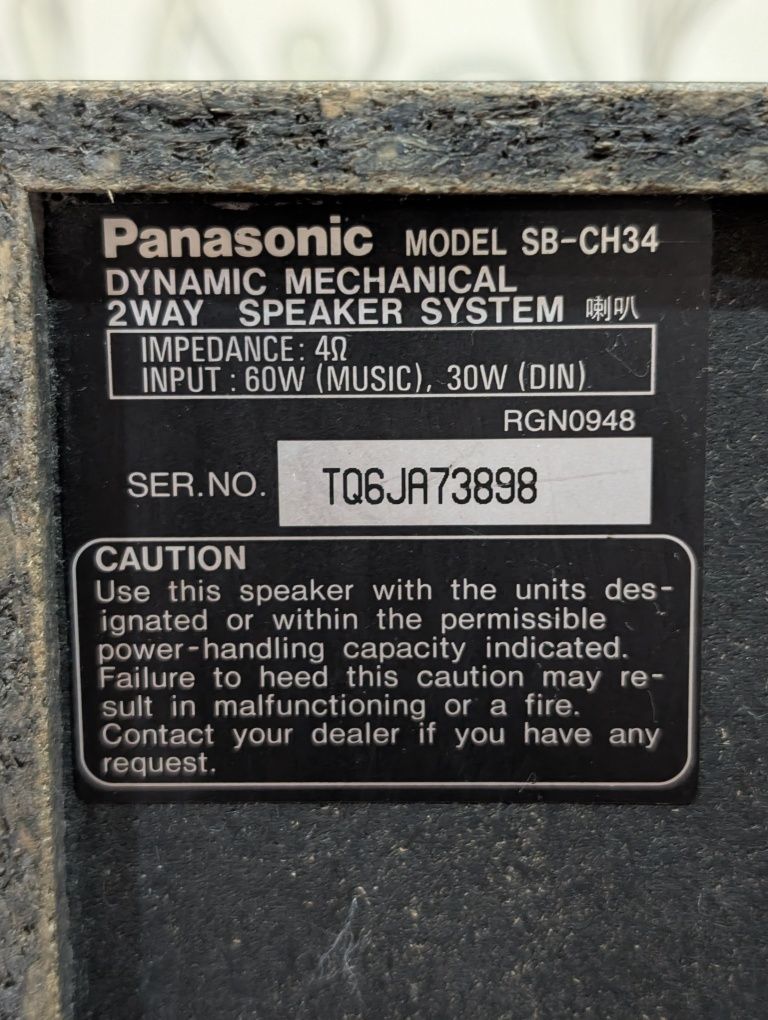 Panasonic MODEL SB-CH34
DYNAMIC MECHANICAL
2WAY SPEAKER SYSTEM 喇叭
IMPEDANCE: 4Ω
INPUT : 60W (MUSIC), 30W (DIN)
RGN0948
SER.NO. TQ6JA73898
CAUTION
Use this speaker with the units des-
ignated or within the permissible
power-handling capacity indicated.
Failure to heed this caution may re-
sult in malfunctioning or a fire.
Contact your dealer if you have any
request.